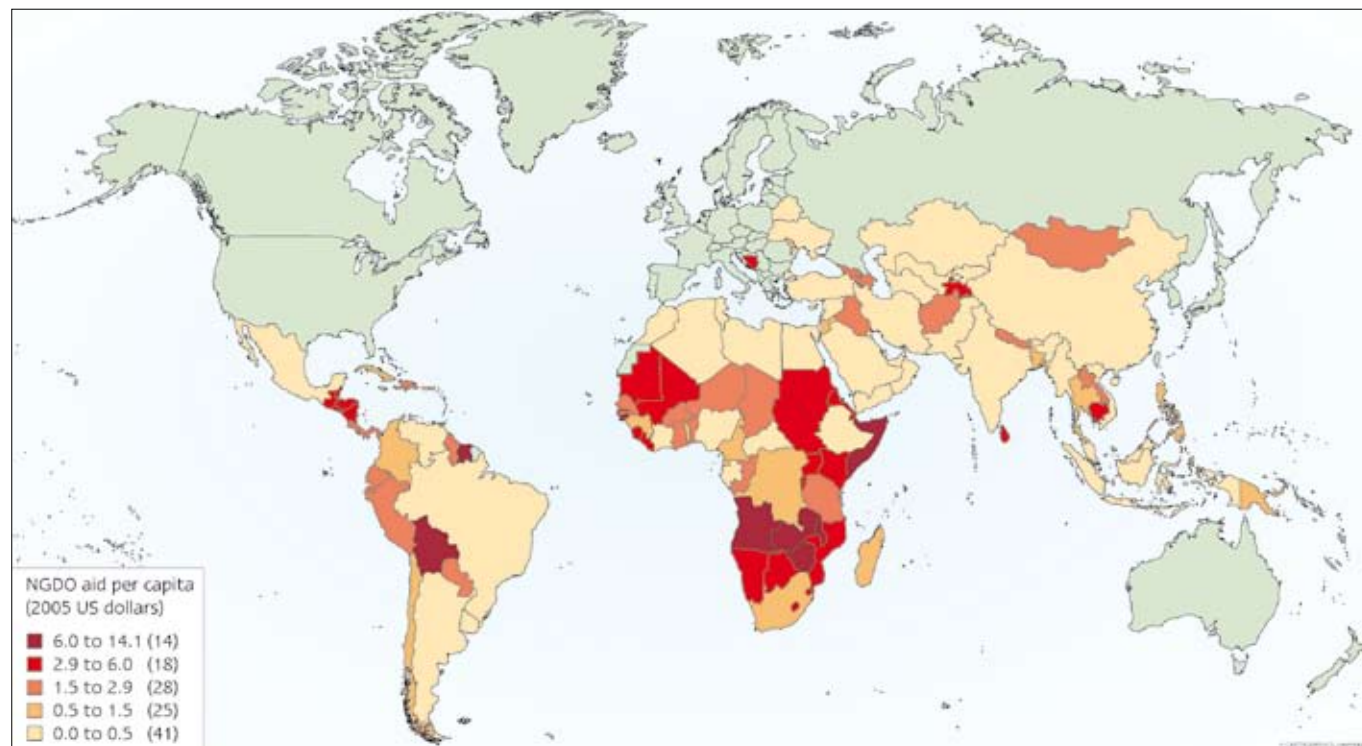 NGDO aid per capita
(2005 US dollars)
6.0 to 14.1 (14)
2.9 to 6.0 (18)
1.5 to 2.9 (28)
0.5 to 1.5 (25)
0.0 to 0.5 (41)